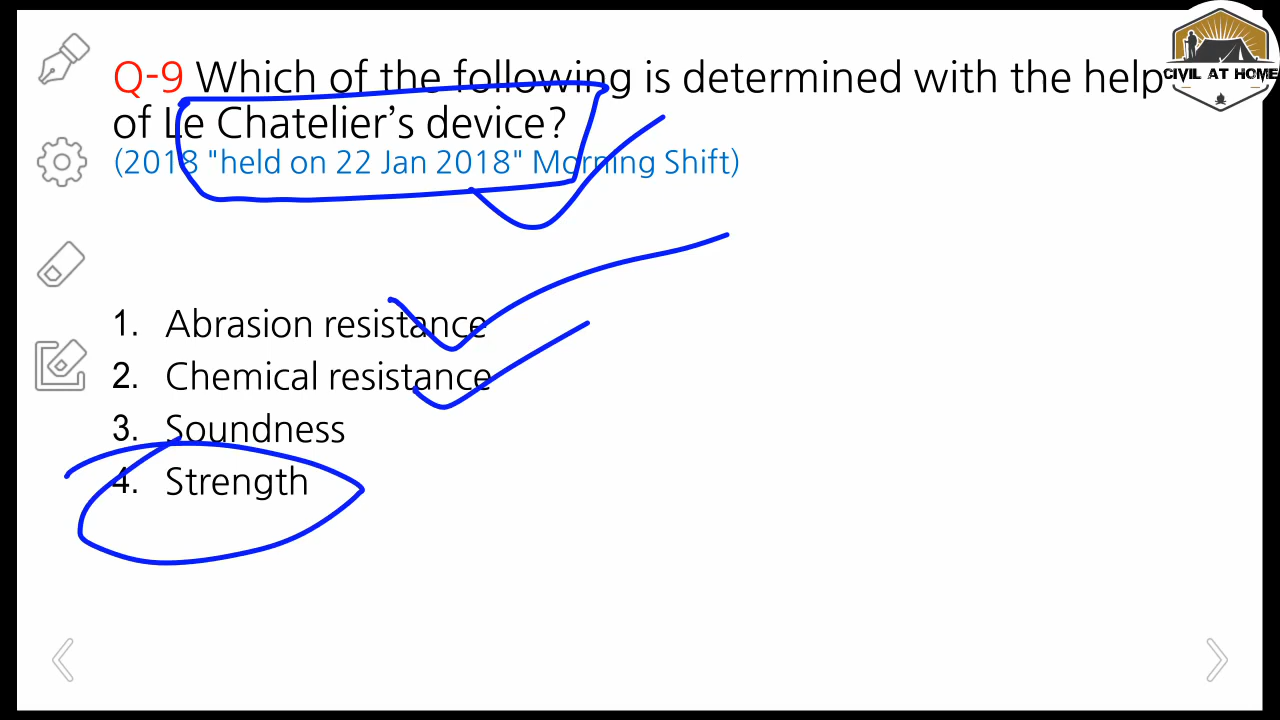 Q-9 Which of the following is determined with the help
of Le Chatelier’s device?
(2018 "held on 22 Jan 2018" Morning Shift)
1. Abrasion resistance
2. Chemical resistance
3. Soundness
4. Strength
CIVIL AT HOME